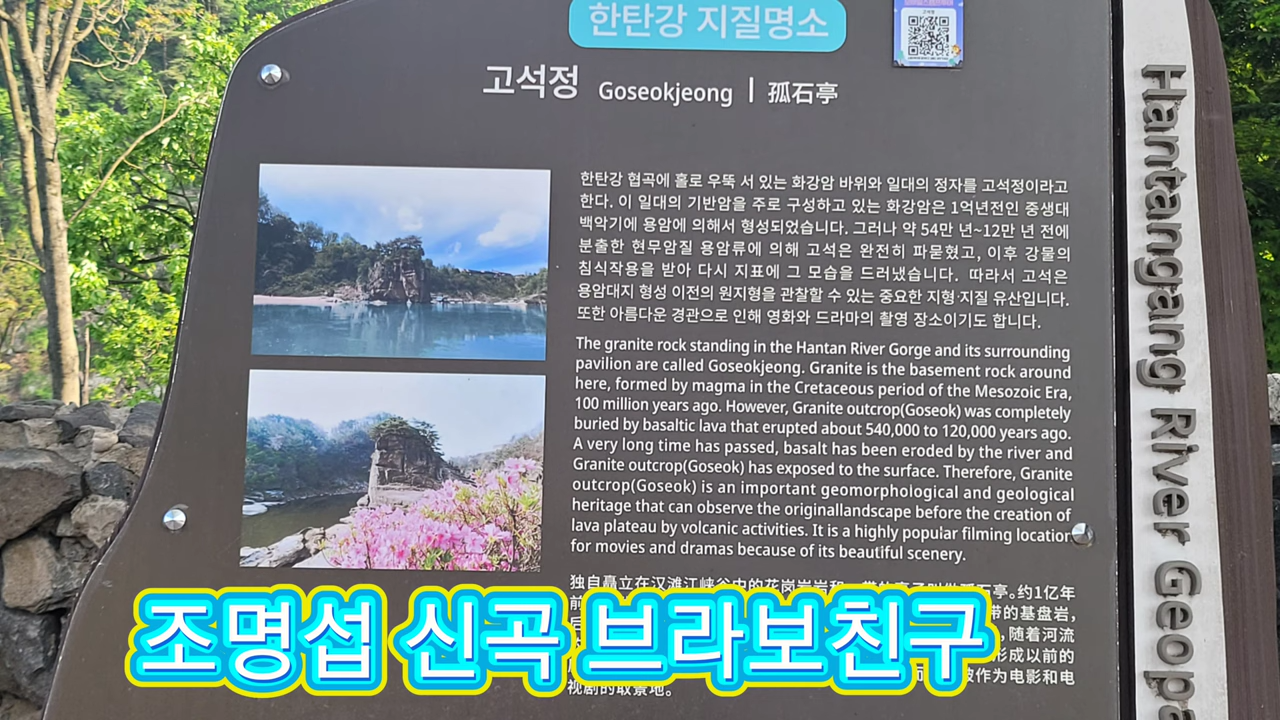 한탄강 지질명소
고석정 Goseokjeong | 孤石亭
한탄강 협곡에 홀로 우뚝 서 있는 화강암 바위와 일대의 정자를 고석정이라고
한다. 이 일대의 기반암을 주로 구성하고 있는 화강암은 1억년전인 중생대
백악기에 용암에 의해서 형성되었습니다. 그러나 약 54만 년~12만 년 전에
분출한 현무암질 용암류에 의해 고석은 완전히 파묻혔고, 이후 강물의
침식작용을 받아 다시 지표에 그 모습을 드러냈습니다. 따라서 고석은
용암대지 형성 이전의 원지형을 관찰할 수 있는 중요한 지형·지질 유산입니다.
또한 아름다운 경관으로 인해 영화와 드라마의 촬영 장소이기도 합니다.
The granite rock standing in the Hantan River Gorge and its surrounding
pavilion are called Goseokjeong. Granite is the basement rock around
here, formed by magma in the Cretaceous period of the Mesozoic Era,
100 million years ago. However, Granite outcrop(Goseok) was completely
buried by basaltic lava that erupted about 540,000 to 120,000 years ago.
A very long time has passed, basalt has been eroded by the river and
Granite outcrop(Goseok) has exposed to the surface. Therefore, Granite
outcrop(Goseok) is an important geomorphological and geological
heritage that can observe the originallandscape before the creation of
lava plateau by volcanic activities. It is a highly popular filming location
for movies and dramas because of its beautiful scenery.
独自矗立在汉滩江峡谷中的花岗岩岩 孤石亭。约1亿年
前 带的基盘岩,
,随着河流
形成以前的
被作为电影和电
视剧的取景地。
조명섭 신곡 브라보친구
Hantangang River Geopa